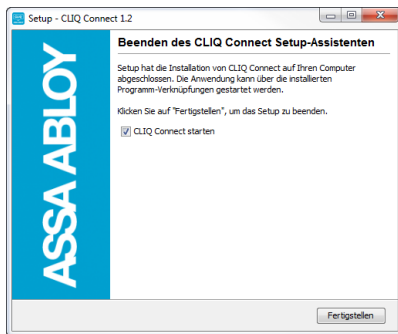 Setup - CLIQ Connect 1.2
Beenden des CLIQ Connect Setup-Assistenten
Setup hat die Installation von CLIQ Connect auf Ihren Computer
abgeschlossen. Die Anwendung kann über die installierten
Programm-Verknüpfungen gestartet werden.
Klicken Sie auf "Fertigstellen", um das Setup zu beenden.
CLIQ Connect starten
ASSA ABLOY
Fertigstellen